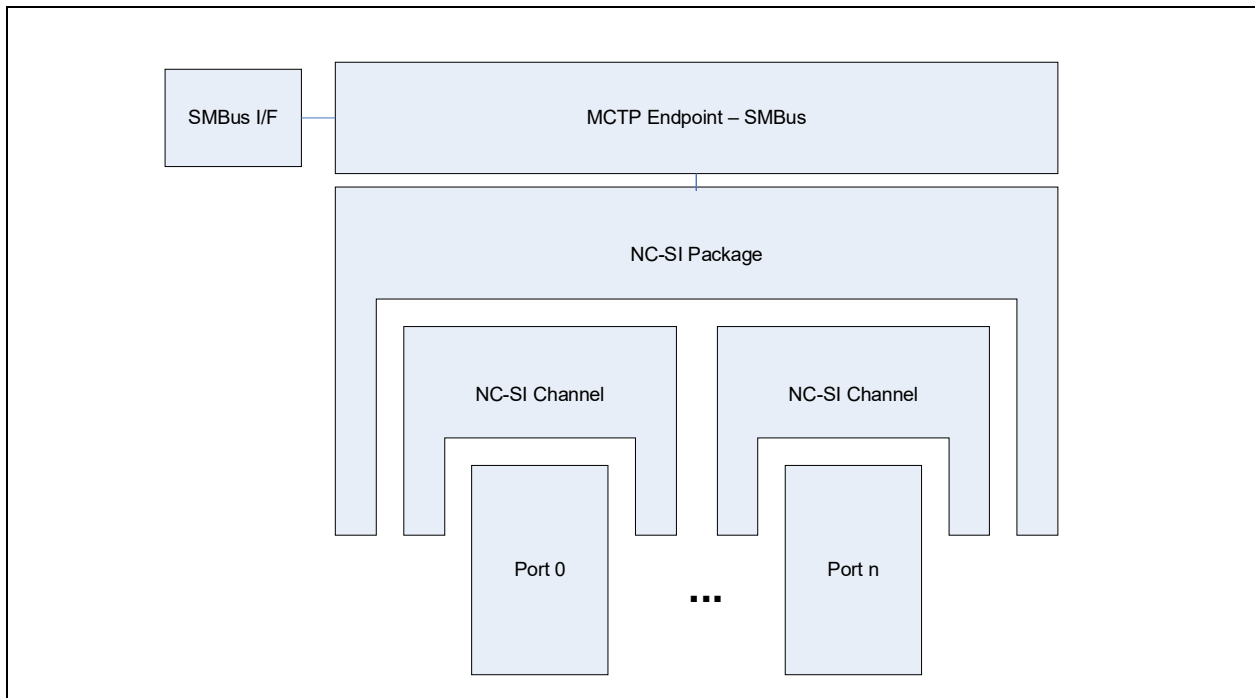 SMBus I/F
MCTP Endpoint – SMBus
NC-SI Package
NC-SI Channel
NC-SI Channel
Port 0
...
Port n